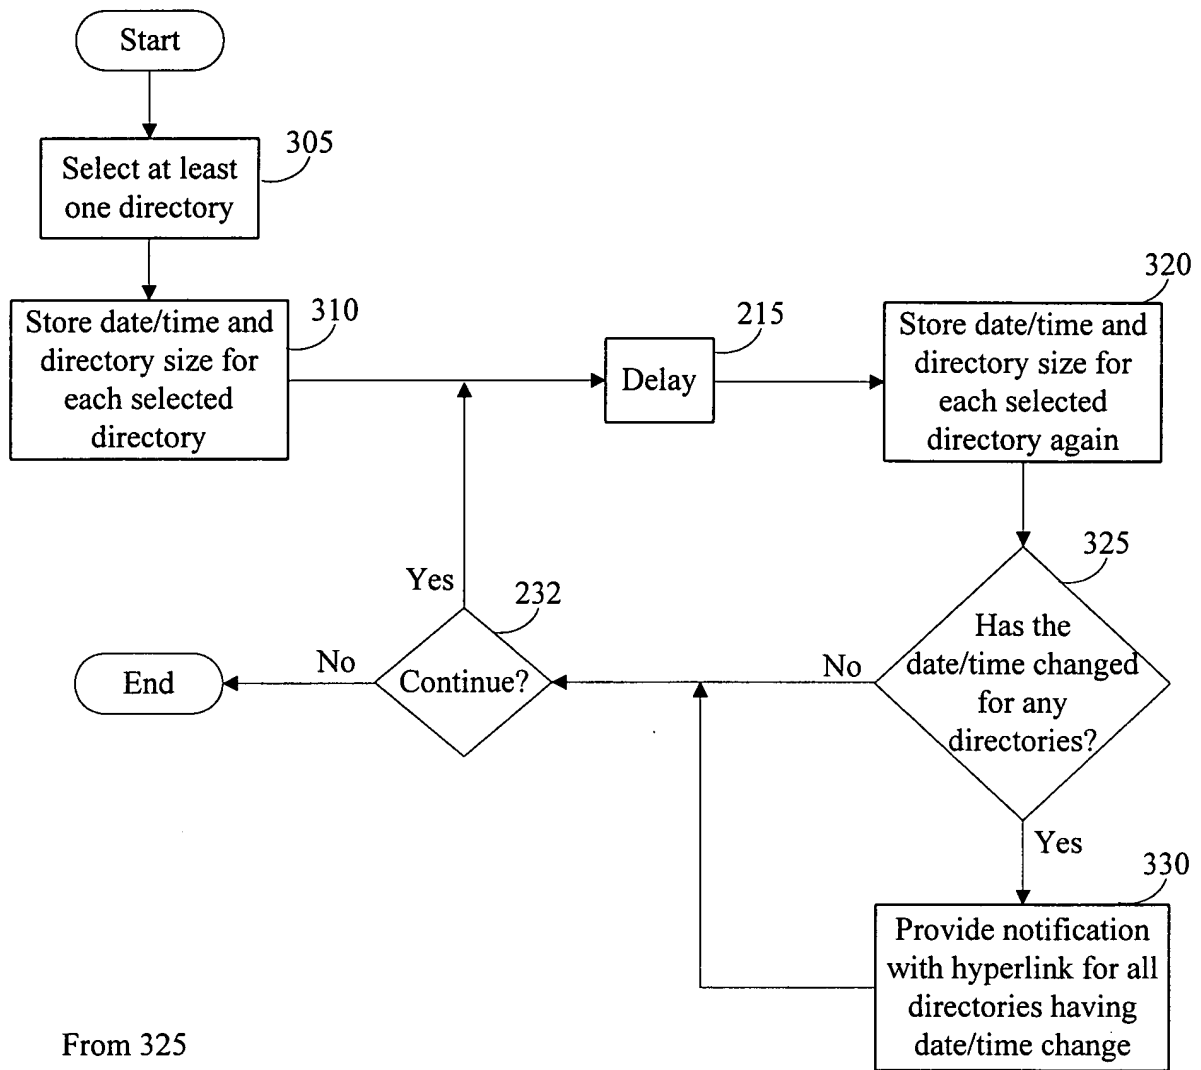 Start
305
Select at least
one directory
310
Store date/time and
directory size for
each selected
directory
215
Delay
320
Store date/time and
directory size for
each selected
directory again
325
Has the
date/time changed
for any
directories?
No
Yes
232
Continue?
Yes
No
End
330
Provide notification
with hyperlink for all
directories having
date/time change
From 325